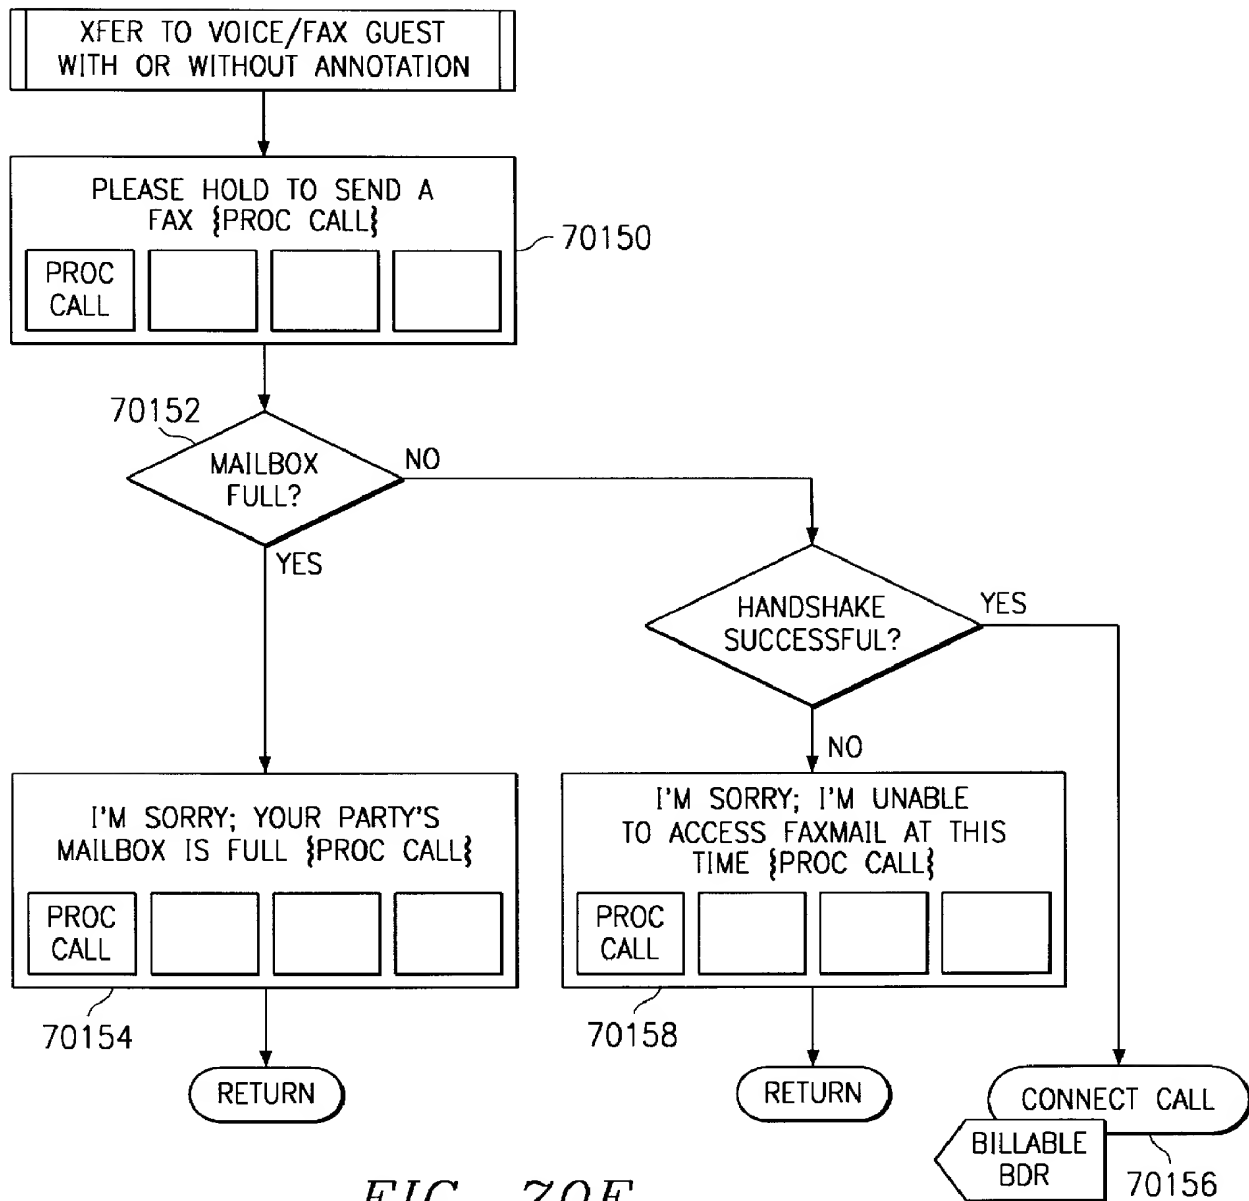 XFER TO VOICE/FAX GUEST
WITH OR WITHOUT ANNOTATION
PLEASE HOLD TO SEND A
FAX {PROC CALL}
PROC
CALL
70150
70152
MAILBOX
FULL?
NO
YES
HANDSHAKE
SUCCESSFUL?
YES
NO
I'M SORRY; YOUR PARTY'S
MAILBOX IS FULL {PROC CALL}
PROC
CALL
70154
RETURN
I'M SORRY; I'M UNABLE
TO ACCESS FAXMAIL AT THIS
TIME {PROC CALL}
PROC
CALL
70158
RETURN
CONNECT CALL
BILLABLE
BDR
70156